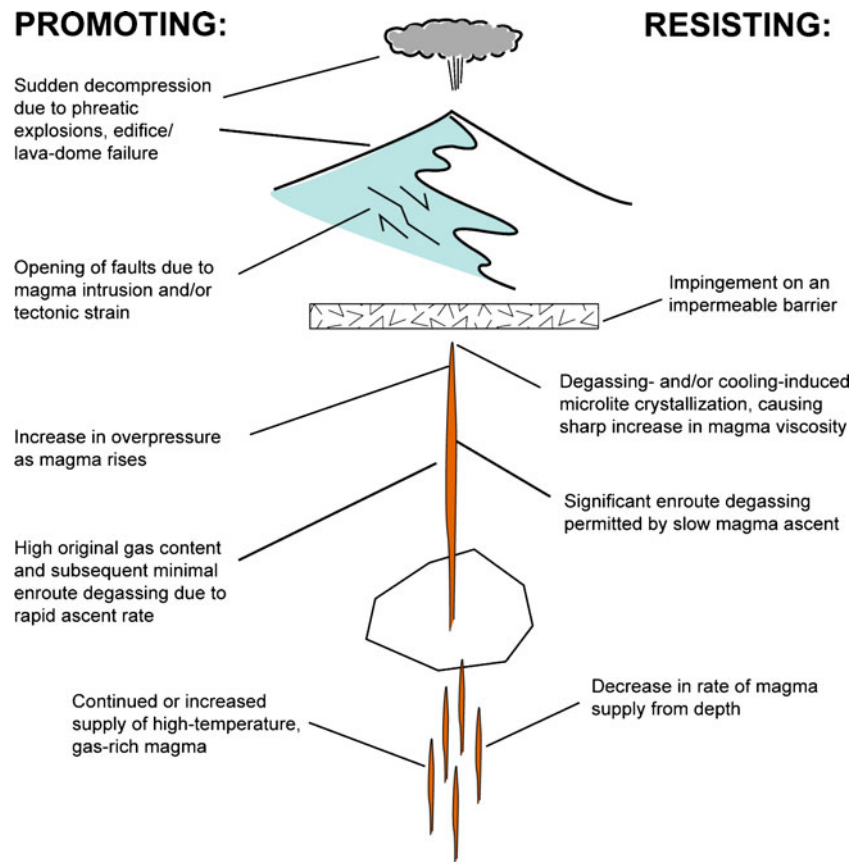 PROMOTING:
RESISTING:
Sudden decompression
due to phreatic
explosions, edifice/
lava-dome failure
Opening of faults due to
magma intrusion and/or
tectonic strain
Impingement on an
impermeable barrier
Degassing- and/or cooling-induced
microlite crystallization, causing
sharp increase in magma viscosity
Increase in overpressure
as magma rises
Significant enroute degassing
permitted by slow magma ascent
High original gas content
and subsequent minimal
enroute degassing due to
rapid ascent rate
Continued or increased
supply of high-temperature,
gas-rich magma
Decrease in rate of magma
supply from depth